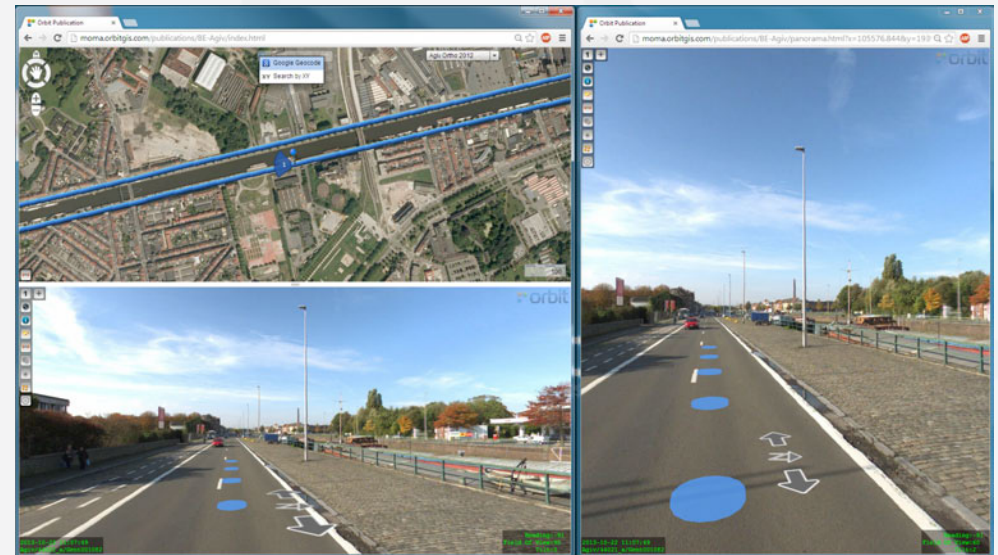 Orbit Publication
moma.orbitgis.com/publications/BE-Agiv/index.html
Google Geocode
Search by XY
Agiv Ortho 2012
1
orbit
N
Orbit Publication
moma.orbitgis.com/publications/BE-Agiv/panorama.html?x=105576.844&y=193
orbit
N